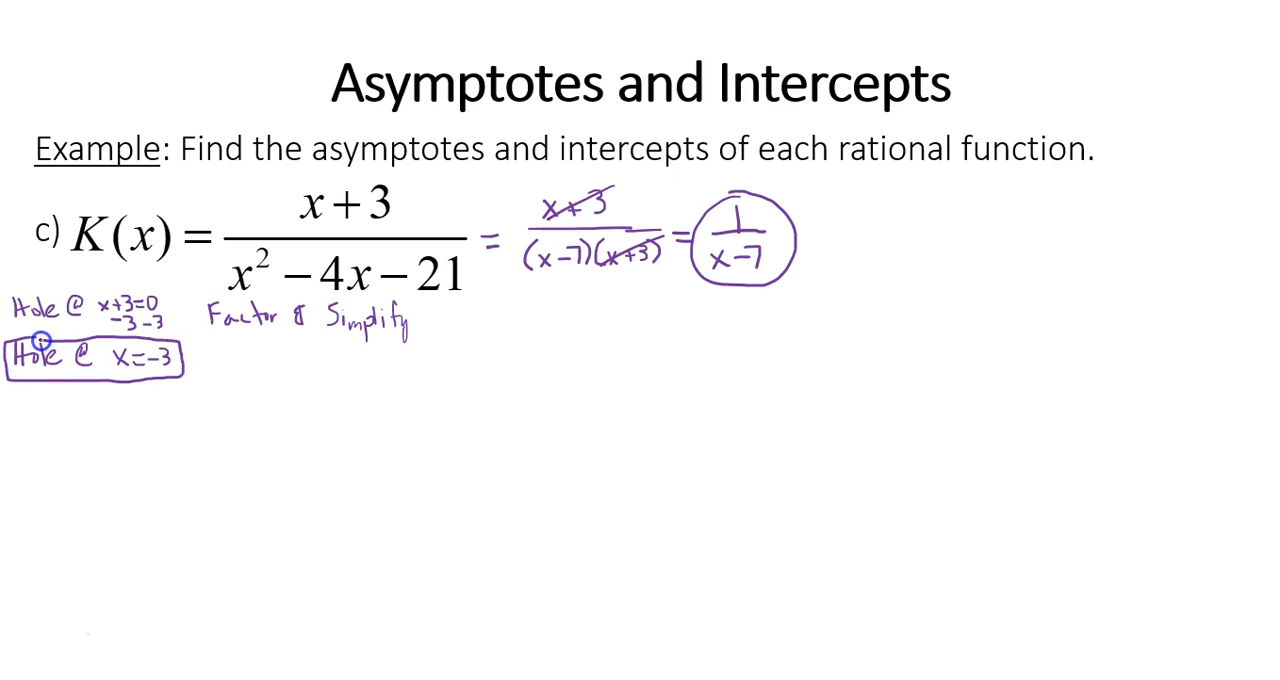 Asymptotes and Intercepts
Example: Find the asymptotes and intercepts of each rational function.
c) K(x) = (x + 3)/(x² − 4x − 21) = (x+3)/((x−7)(x+3)) = 1/(x−7)
Hole @ x+3=0 Factor & Simplify
−3 −3
Hole @ x=−3